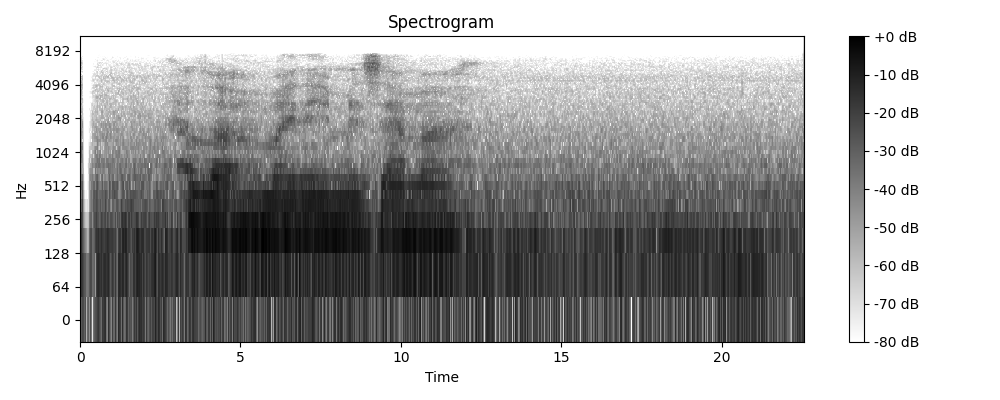 Spectrogram
8192
4096
2048
1024
512
256
128
64
0
Hz
0 5 10 15 20
Time
+0 dB
-10 dB
-20 dB
-30 dB
-40 dB
-50 dB
-60 dB
-70 dB
-80 dB